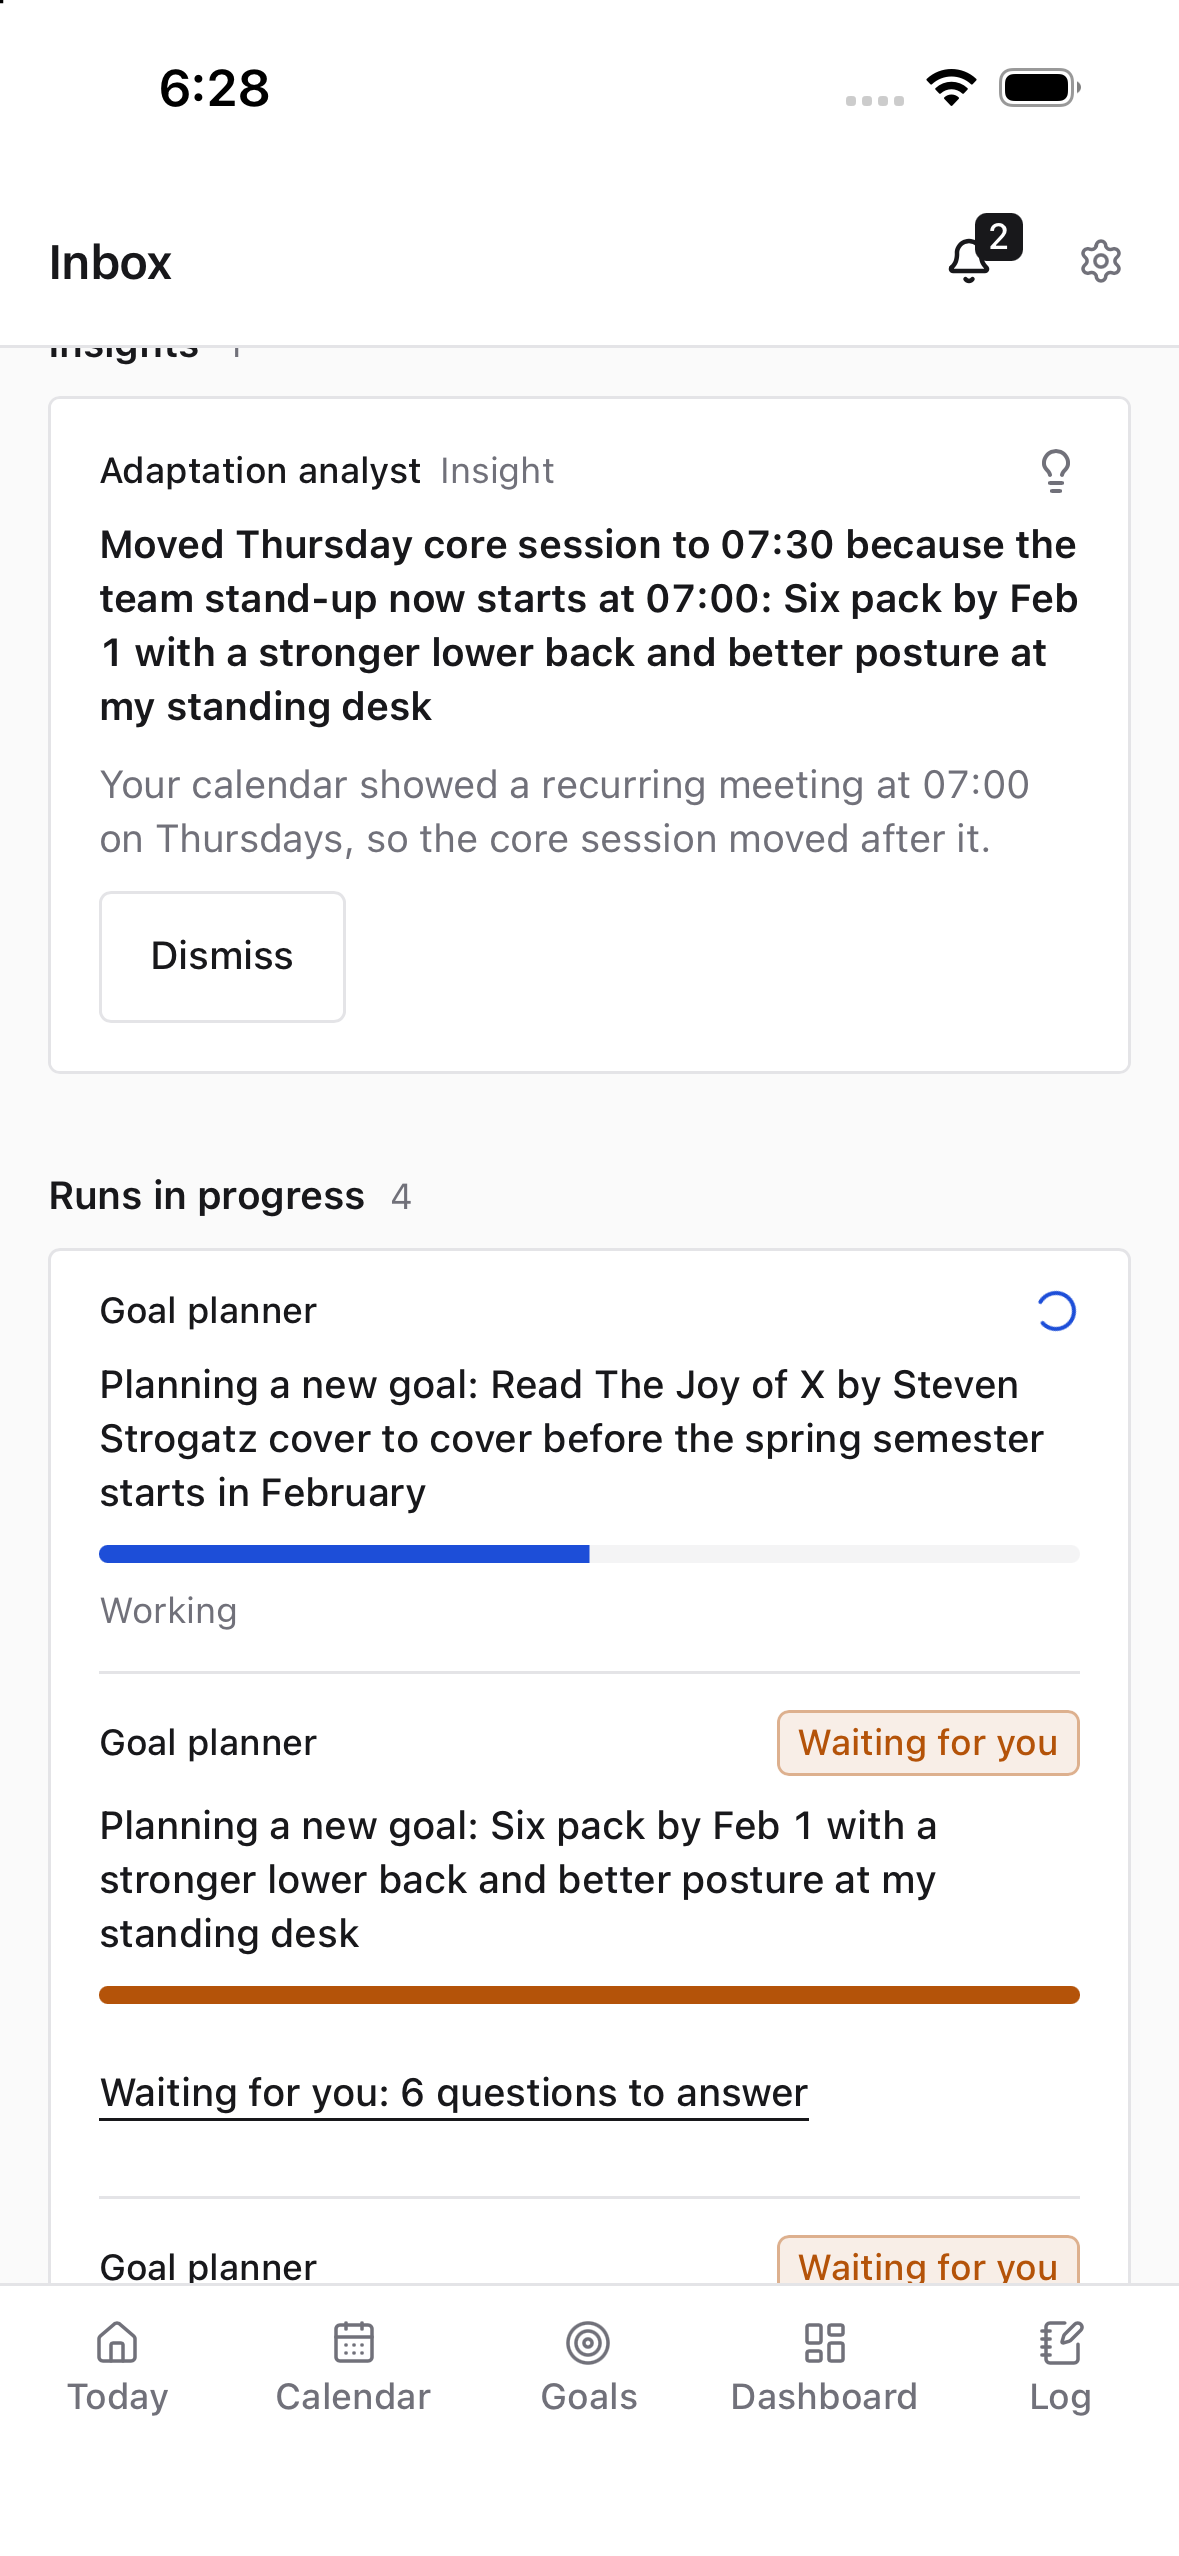 6:28
Inbox
2
Insights 1
Adaptation analyst Insight
Moved Thursday core session to 07:30 because the
team stand-up now starts at 07:00: Six pack by Feb
1 with a stronger lower back and better posture at
my standing desk
Your calendar showed a recurring meeting at 07:00
on Thursdays, so the core session moved after it.
Dismiss
Runs in progress 4
Goal planner
Planning a new goal: Read The Joy of X by Steven
Strogatz cover to cover before the spring semester
starts in February
Working
Goal planner Waiting for you
Planning a new goal: Six pack by Feb 1 with a
stronger lower back and better posture at my
standing desk
Waiting for you: 6 questions to answer
Goal planner Waiting for you
Today Calendar Goals Dashboard Log